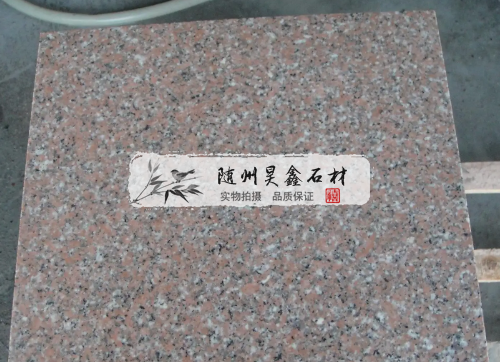 随州昊鑫石材
实物拍摄 品质保证